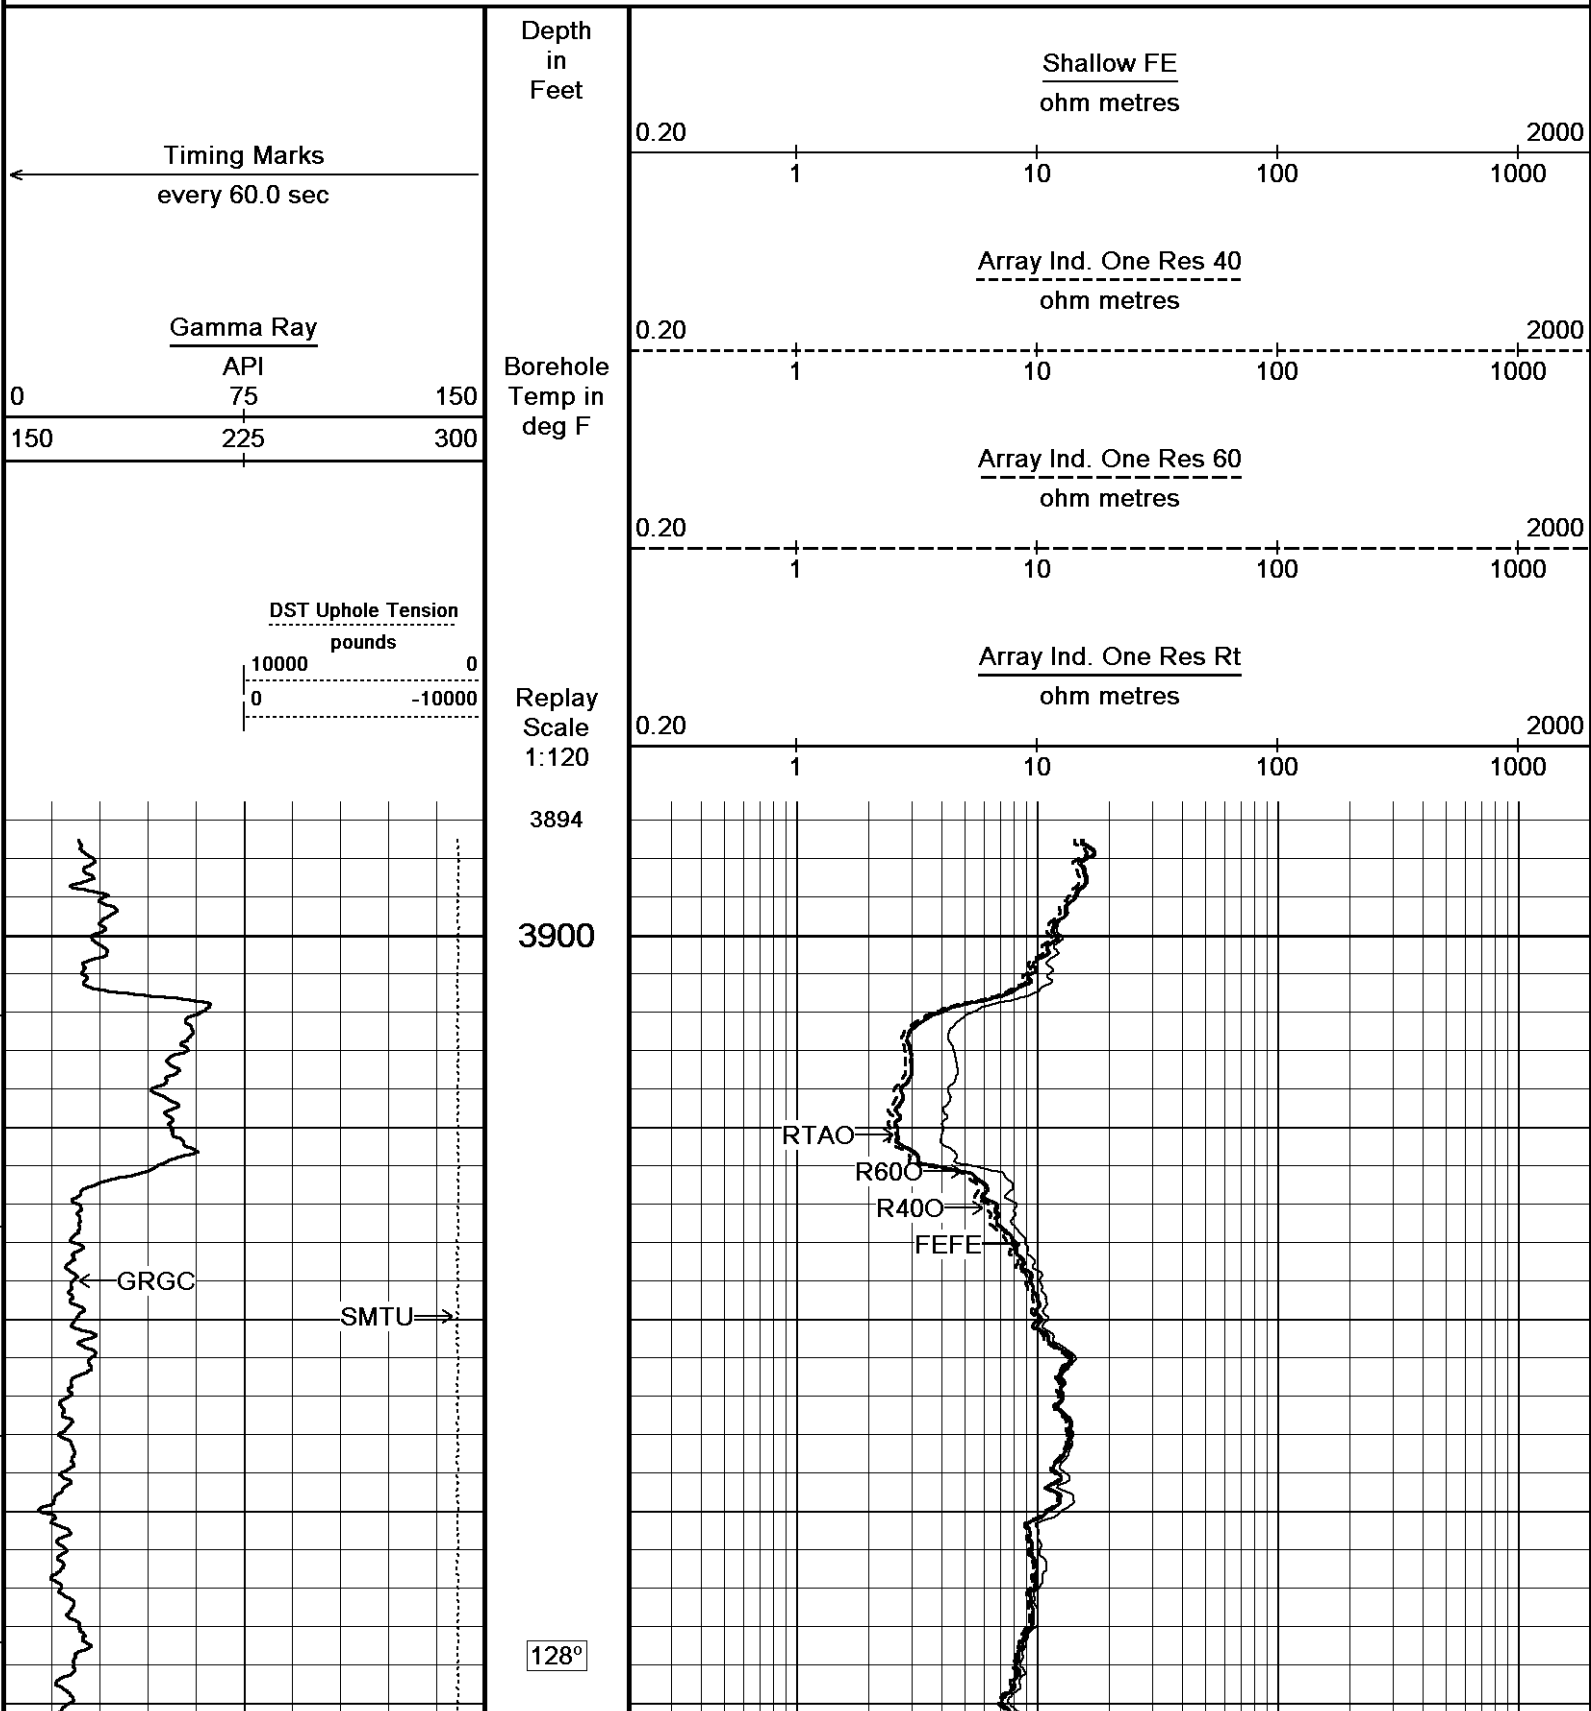 Timing Marks
every 60.0 sec
Gamma Ray
API
0 75 150
150 225 300
DST Uphole Tension
pounds
10000 0
0 -10000
Depth
in
Feet
Borehole
Temp in
deg F
Replay
Scale
1:120
Shallow FE
ohm metres
0.20 2000
1 10 100 1000
Array Ind. One Res 40
ohm metres
0.20 2000
1 10 100 1000
Array Ind. One Res 60
ohm metres
0.20 2000
1 10 100 1000
Array Ind. One Res Rt
ohm metres
0.20 2000
1 10 100 1000
3894
3900
RTAO
R60O
R40O
FEFE
GRGC
SMTU
128º